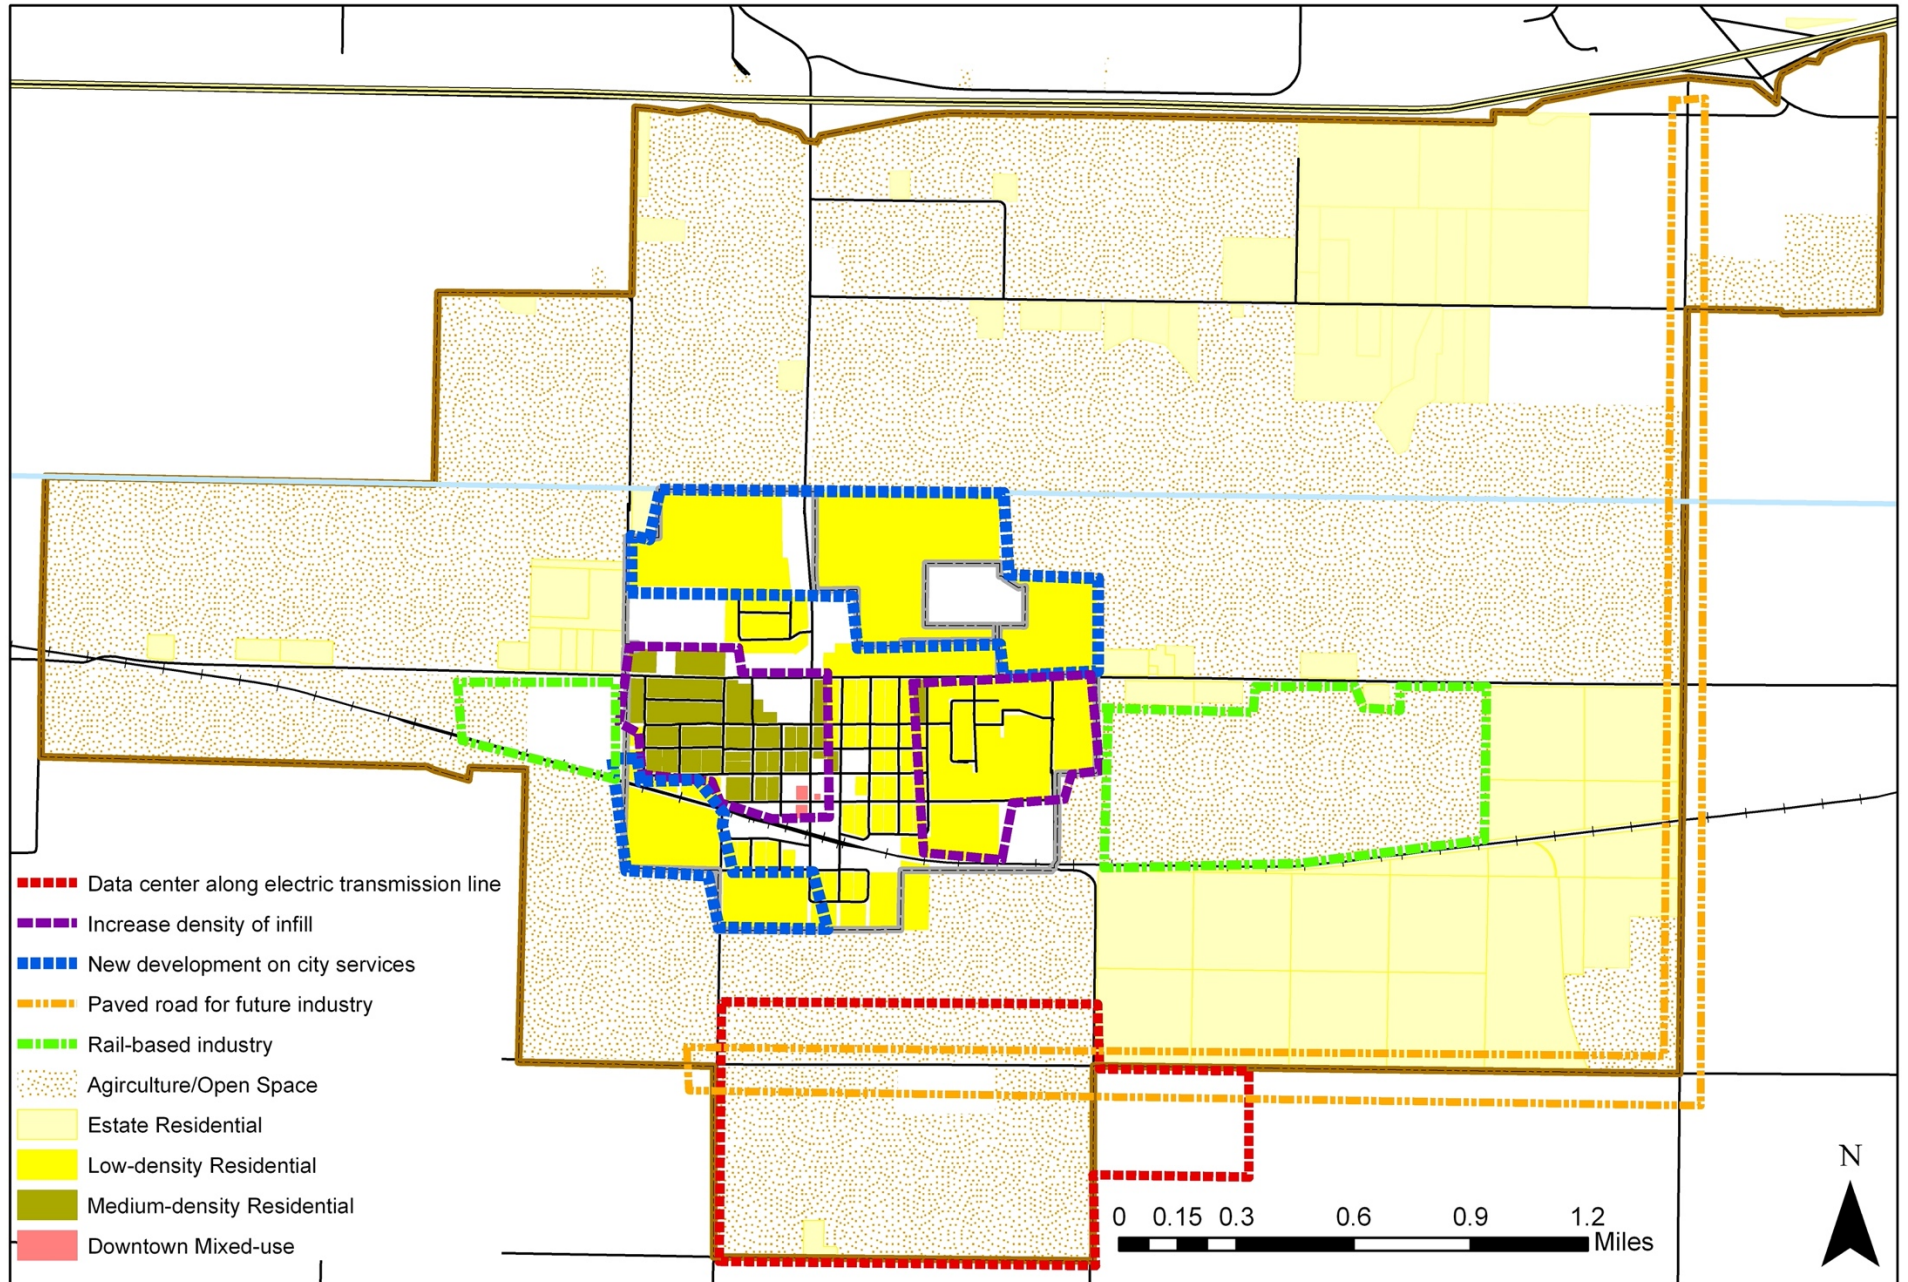 Data center along electric transmission line
Increase density of infill
New development on city services
Paved road for future industry
Rail-based industry
Agirculture/Open Space
Estate Residential
Low-density Residential
Medium-density Residential
Downtown Mixed-use
0 0.15 0.3 0.6 0.9 1.2
Miles
N